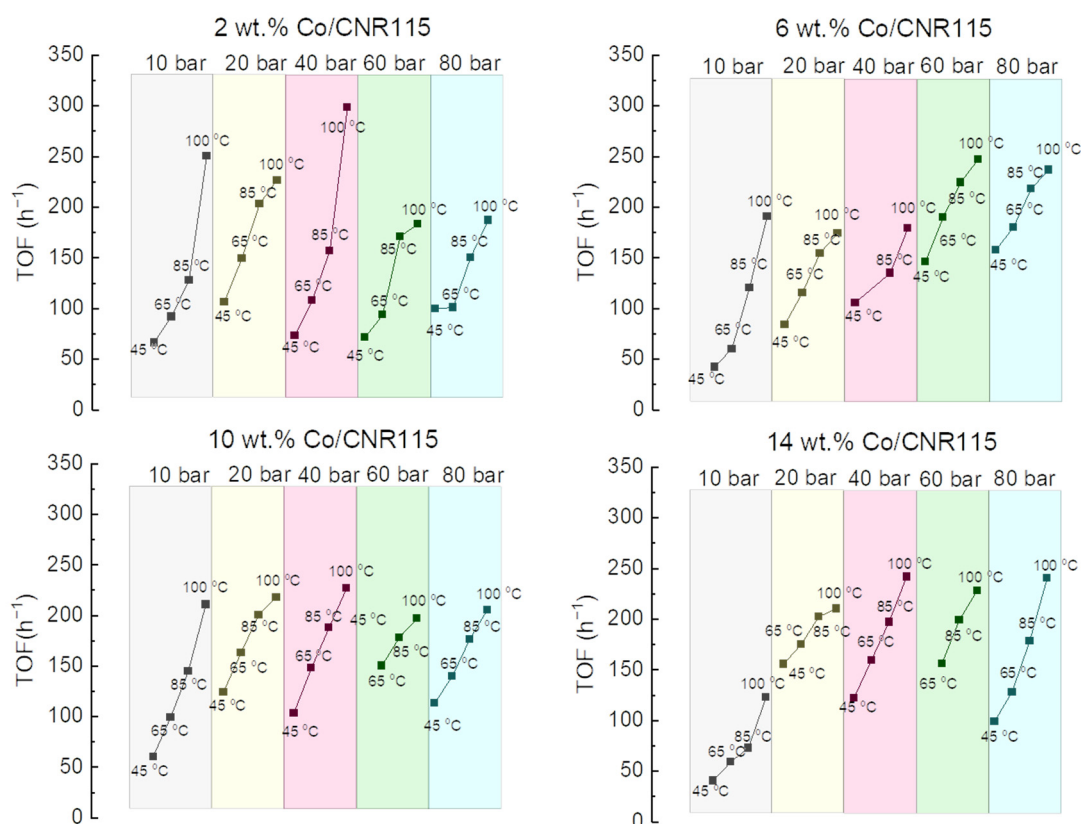 2 wt.% Co/CNR115
10 bar 20 bar 40 bar 60 bar 80 bar
TOF (h⁻¹)
350
300
250
200
150
100
50
0
45 °C 65 °C 85 °C 100 °C
45 °C 65 °C 85 °C 100 °C
45 °C 65 °C 85 °C 100 °C
45 °C 65 °C 85 °C 100 °C
45 °C 65 °C 85 °C 100 °C
6 wt.% Co/CNR115
10 bar 20 bar 40 bar 60 bar 80 bar
TOF (h⁻¹)
350
300
250
200
150
100
50
0
45 °C 65 °C 85 °C 100 °C
45 °C 65 °C 85 °C 100 °C
45 °C 85 °C 100 °C
45 °C 65 °C 85 °C 100 °C
45 °C 65 °C 85 °C 100 °C
10 wt.% Co/CNR115
10 bar 20 bar 40 bar 60 bar 80 bar
TOF(h⁻¹)
350
300
250
200
150
100
50
0
45 °C 65 °C 85 °C 100 °C
45 °C 65 °C 85 °C 100 °C
45 °C 65 °C 85 °C 100 °C
45 °C 65 °C 85 °C 100 °C
45 °C 65 °C 85 °C 100 °C
14 wt.% Co/CNR115
10 bar 20 bar 40 bar 60 bar 80 bar
TOF (h⁻¹)
350
300
250
200
150
100
50
0
45 °C 65 °C 85 °C 100 °C
65 °C 45 °C 85 °C 100 °C
45 °C 65 °C 85 °C 100 °C
65 °C 85 °C 100 °C
45 °C 65 °C 85 °C 100 °C